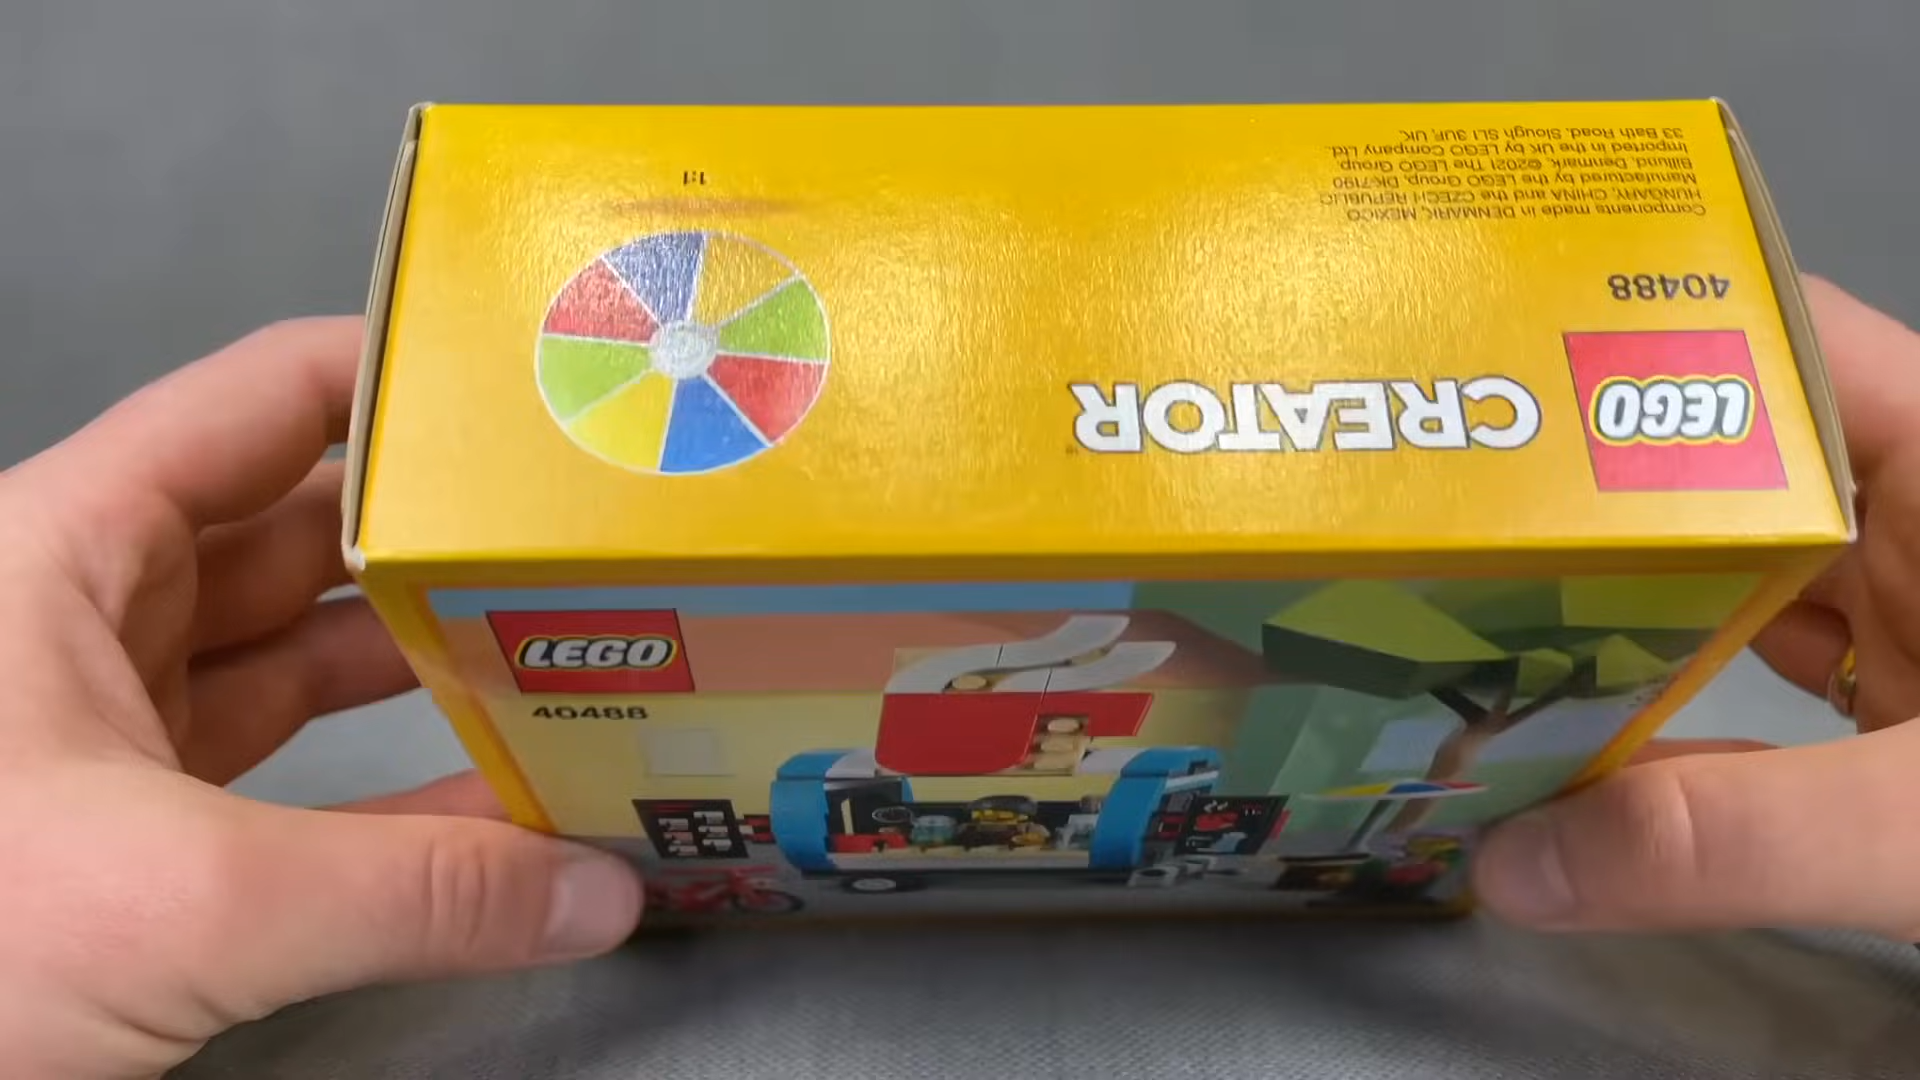 LEGO
CREATOR
™
40488
Components made in DENMARK, MEXICO
HUNGARY, CHINA and the CZECH REPUBLIC
Manufactured by the LEGO Group, DK-7190
Billund, Denmark, ©2021 The LEGO Group,
Imported in the UK by LEGO Company Ltd.
33 Bath Road, Slough SL1 3UF, UK.
1:1
LEGO
40488